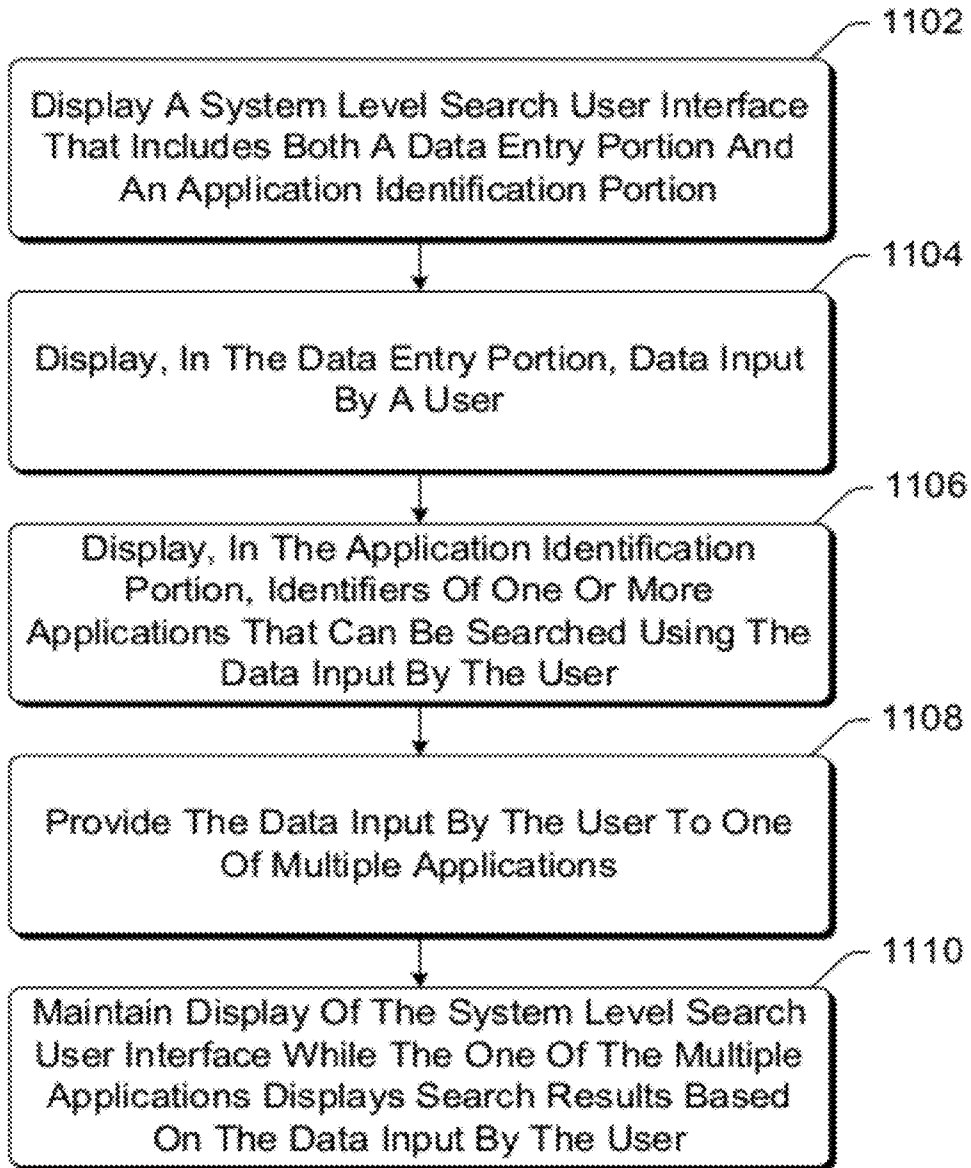 1102
Display A System Level Search User Interface
That Includes Both A Data Entry Portion And
An Application Identification Portion
1104
Display, In The Data Entry Portion, Data Input
By A User
1106
Display, In The Application Identification
Portion, Identifiers Of One Or More
Applications That Can Be Searched Using The
Data Input By The User
1108
Provide The Data Input By The User To One
Of Multiple Applications
1110
Maintain Display Of The System Level Search
User Interface While The One Of The Multiple
Applications Displays Search Results Based
On The Data Input By The User